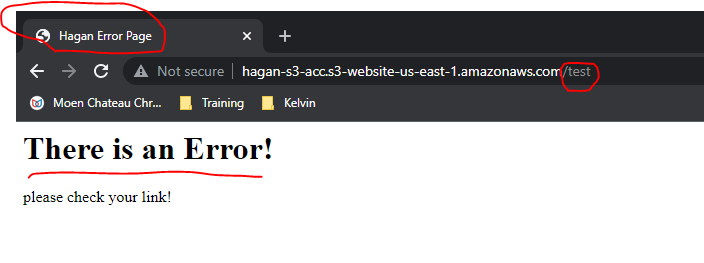 Hagan Error Page
Not secure | hagan-s3-acc.s3-website-us-east-1.amazonaws.com/test
Moen Chateau Chr... Training Kelvin
There is an Error!
please check your link!